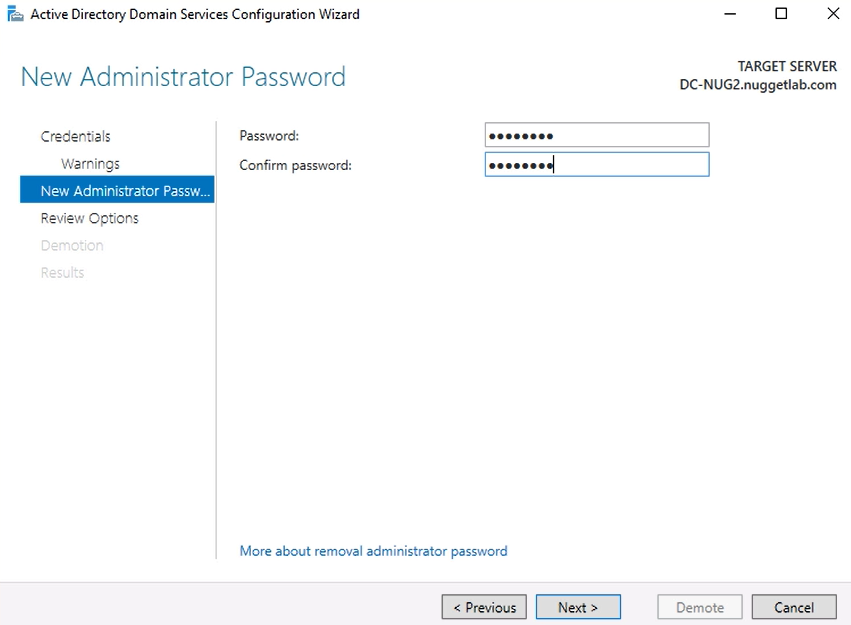 Active Directory Domain Services Configuration Wizard
New Administrator Password
TARGET SERVER
DC-NUG2.nuggetlab.com
Credentials
Warnings
New Administrator Passw...
Review Options
Demotion
Results
Password: ●●●●●●●●
Confirm password: ●●●●●●●●
More about removal administrator password
< Previous
Next >
Demote
Cancel